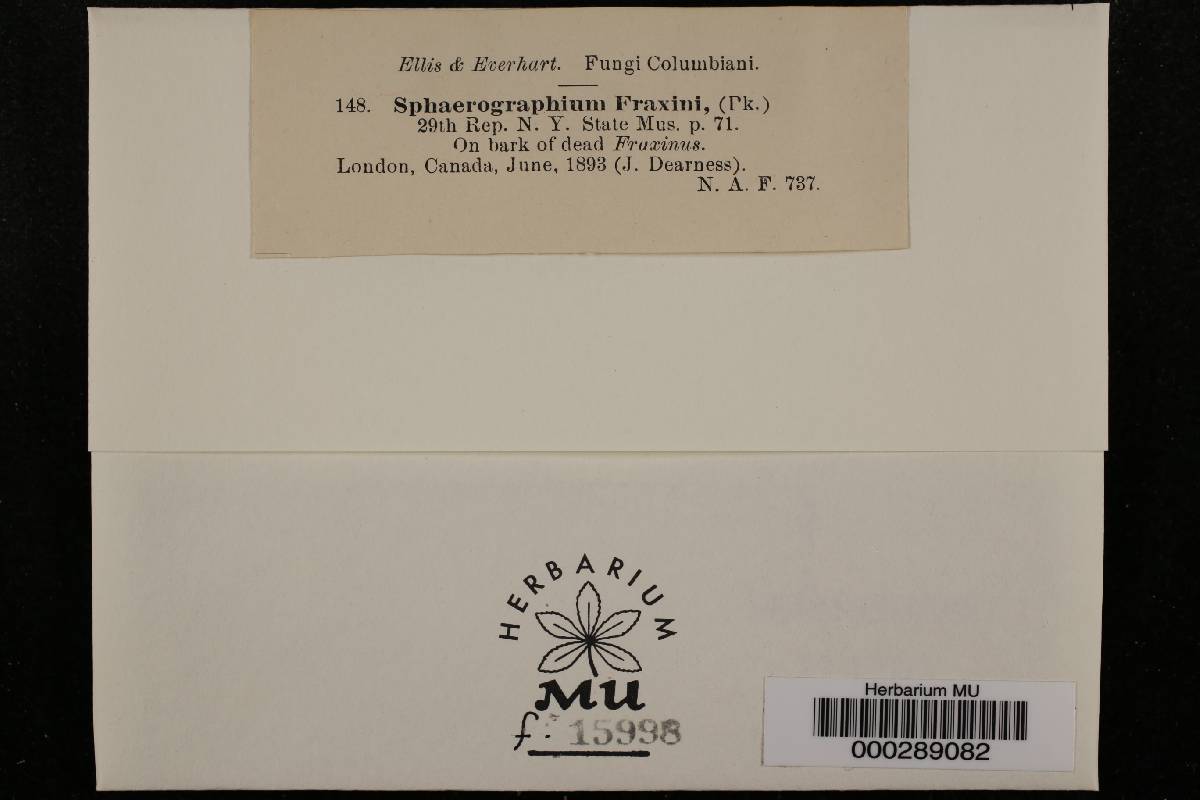 Ellis & Everhart. Fungi Columbiani.
148. Sphaerographium Fraxini, (Pk.)
29th Rep. N. Y. State Mus. p. 71.
On bark of dead Fraxinus.
London, Canada, June, 1893 (J. Dearness).
N. A. F. 737.
HERBARIUM
MU
f. 15998
Herbarium MU
000289082